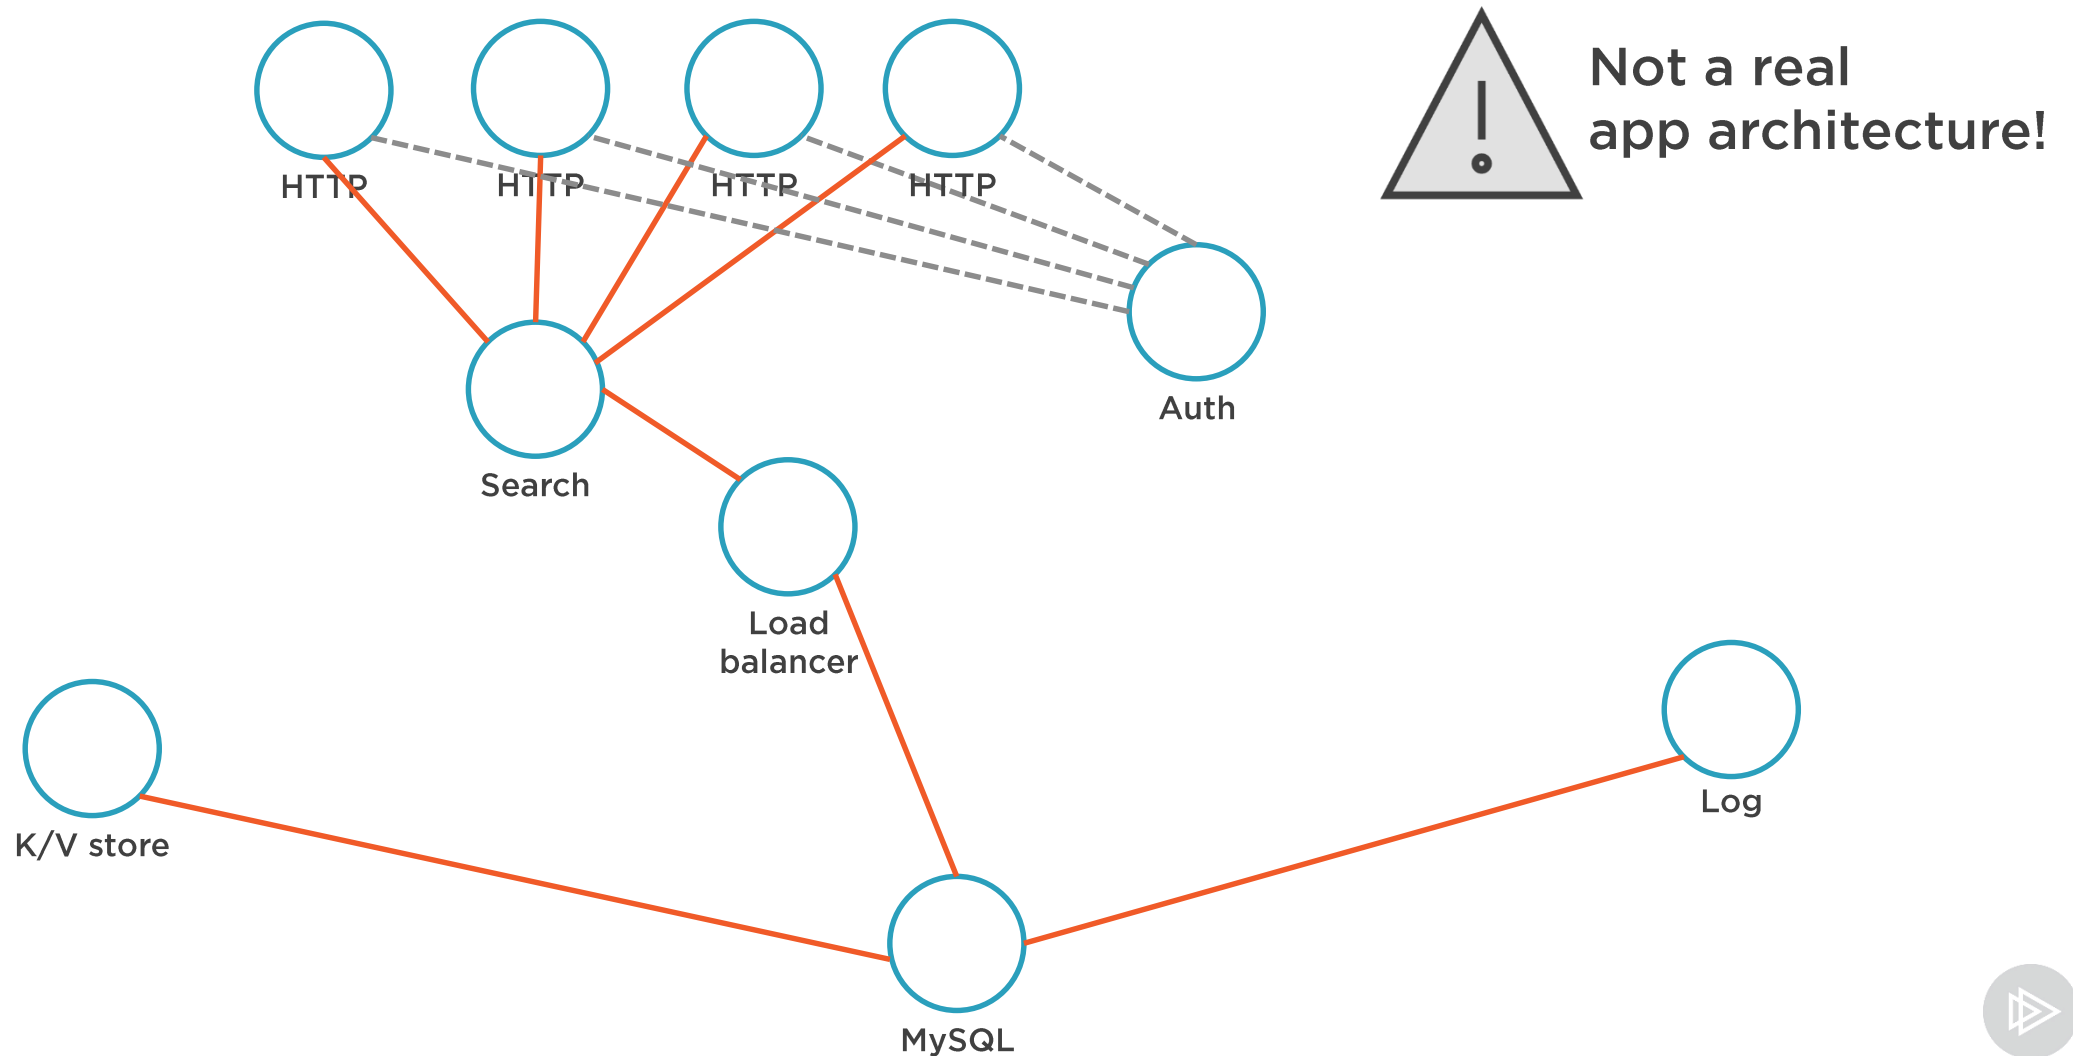 Not a real
app architecture!
HTTP
HTTP
HTTP
HTTP
Auth
Search
Load
balancer
Log
K/V store
MySQL